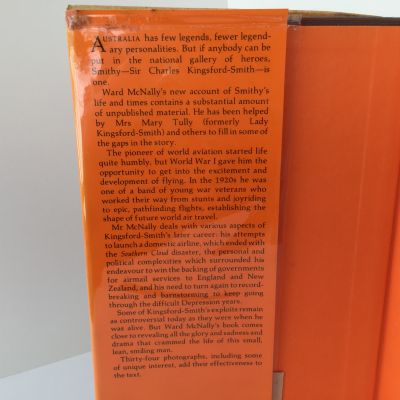 AUSTRALIA has few legends, fewer legend-
ary personalities. But if anybody can be
put in the national gallery of heroes,
Smithy—Sir Charles Kingsford-Smith—is
one.
Ward McNally's new account of Smithy's
life and times contains a substantial amount
of unpublished material. He has been helped
by Mrs Mary Tully (formerly Lady
Kingsford-Smith) and others to fill in some of
the gaps in the story.
The pioneer of world aviation started life
quite humbly, but World War I gave him the
opportunity to get into the excitement and
development of flying. In the 1920s he was
one of a band of young war veterans who
worked their way from stunts and joyriding
to epic, pathfinding flights, establishing the
shape of future world air travel.
Mr McNally deals with various aspects of
Kingsford-Smith's later career: his attempts
to launch a domestic airline, which ended with
the Southern Cloud disaster, the personal and
political complexities which surrounded his
endeavour to win the backing of governments
for airmail services to England and New
Zealand, and his need to turn again to record-
breaking and barnstorming to keep going
through the difficult Depression years.
Some of Kingsford-Smith's exploits remain
as controversial today as they were when he
was alive. But Ward McNally's book comes
close to revealing all the glory and sadness and
drama that crammed the life of this small,
lean, smiling man.
Thirty-four photographs, including some
of unique interest, add their effectiveness to
the text.